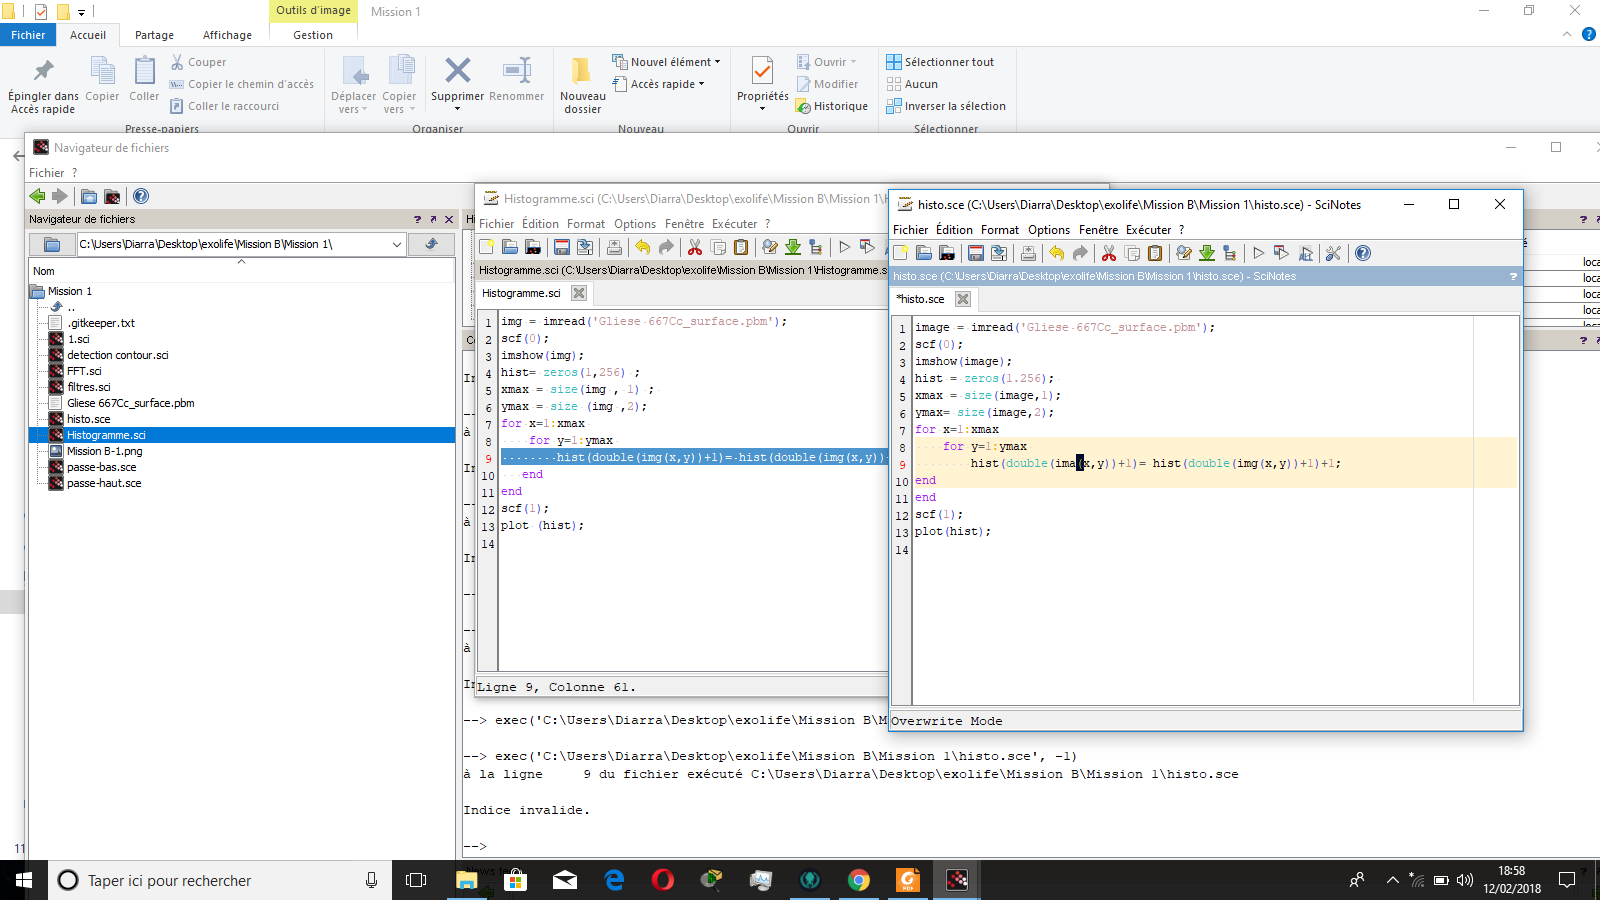 Outils d'image
Mission 1
Fichier
Accueil
Partage
Affichage
Gestion
Épingler dans
Accès rapide
Copier
Coller
Couper
Copier le chemin d'accès
Coller le raccourci
Presse-papiers
Déplacer
vers
Copier
vers
Supprimer
Renommer
Organiser
Nouveau
dossier
Nouvel élément
Accès rapide
Nouveau
Propriétés
Ouvrir
Modifier
Historique
Ouvrir
Sélectionner tout
Aucun
Inverser la sélection
Sélectionner
Navigateur de fichiers
Fichier ?
Navigateur de fichiers
C:\Users\Diarra\Desktop\exolife\Mission B\Mission 1\
Nom
Mission 1
..
.gitkeeper.txt
1.sci
detection contour.sci
FFT.sci
filtres.sci
Gliese 667Cc_surface.pbm
histo.sce
Histogramme.sci
Mission B-1.png
passe-bas.sce
passe-haut.sce
Histogramme.sci (C:\Users\Diarra\Desktop\exolife\Mission B\Mission 1\H
Fichier Édition Format Options Fenêtre Exécuter ?
Histogramme.sci (C:\Users\Diarra\Desktop\exolife\Mission B\Mission 1\Histogramme.s
Histogramme.sci
1 img = imread('Gliese 667Cc_surface.pbm');
2 scf(0);
3 imshow(img);
4 hist= zeros(1,256) ;
5 xmax = size(img , 1) ;
6 ymax = size (img ,2);
7 for x=1:xmax
8 for y=1:ymax
9 hist(double(img(x,y))+1)= hist(double(img(x,y))
10 end
11 end
12 scf(1);
13 plot (hist);
14
Ligne 9, Colonne 61.
histo.sce (C:\Users\Diarra\Desktop\exolife\Mission B\Mission 1\histo.sce) - SciNotes
Fichier Édition Format Options Fenêtre Exécuter ?
histo.sce (C:\Users\Diarra\Desktop\exolife\Mission B\Mission 1\histo.sce) - SciNotes
*histo.sce
1 image = imread('Gliese 667Cc_surface.pbm');
2 scf(0);
3 imshow(image);
4 hist = zeros(1.256);
5 xmax = size(image,1);
6 ymax= size(image,2);
7 for x=1:xmax
8 for y=1:ymax
9 hist(double(ima(x,y))+1)= hist(double(img(x,y))+1)+1;
10 end
11 end
12 scf(1);
13 plot(hist);
14
Overwrite Mode
--> exec('C:\Users\Diarra\Desktop\exolife\Mission B\M
--> exec('C:\Users\Diarra\Desktop\exolife\Mission B\Mission 1\histo.sce', -1)
à la ligne 9 du fichier exécuté C:\Users\Diarra\Desktop\exolife\Mission B\Mission 1\histo.sce
Indice invalide.
-->
loca
loca
loca
loca
loca
11
Taper ici pour rechercher
18:58
12/02/2018